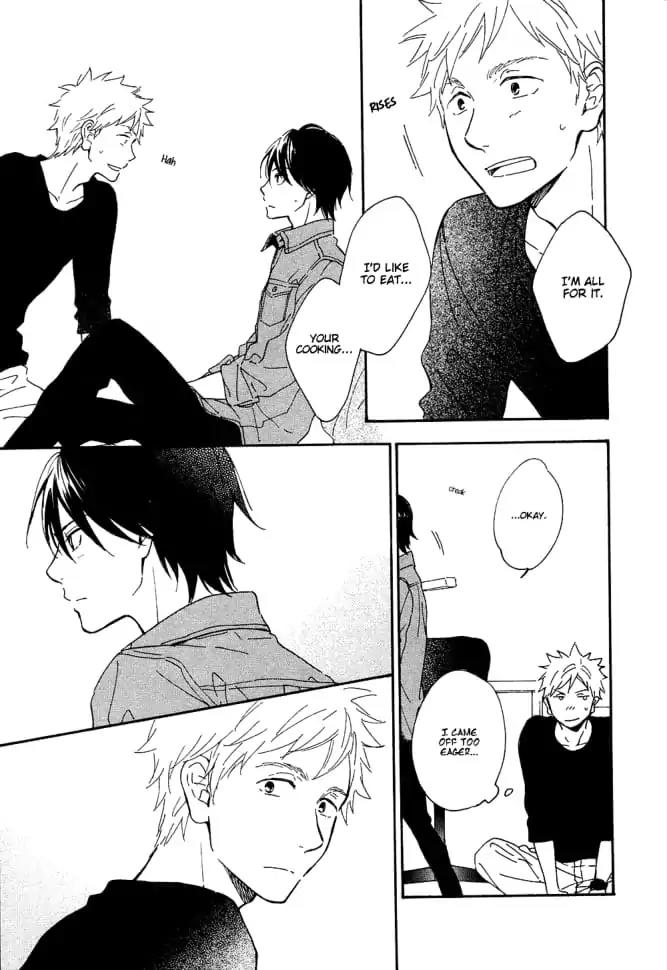 RISES
I'M ALL
FOR IT.
I'D LIKE
TO EAT...
YOUR
COOKING...
Hah
creak
...OKAY.
I CAME
OFF TOO
EAGER...